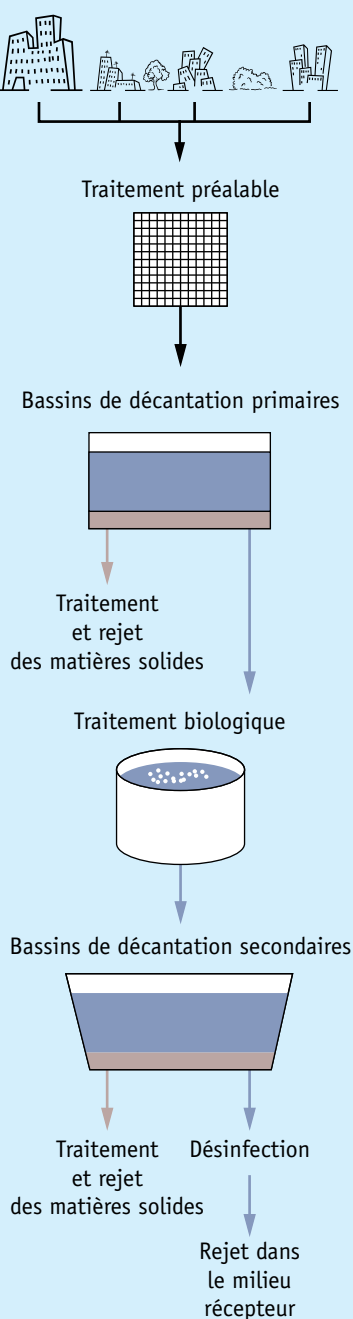 Traitement préalable
Bassins de décantation primaires
Traitement
et rejet
des matières solides
Traitement biologique
Bassins de décantation secondaires
Traitement
et rejet
des matières solides
Désinfection
Rejet dans
le milieu
récepteur